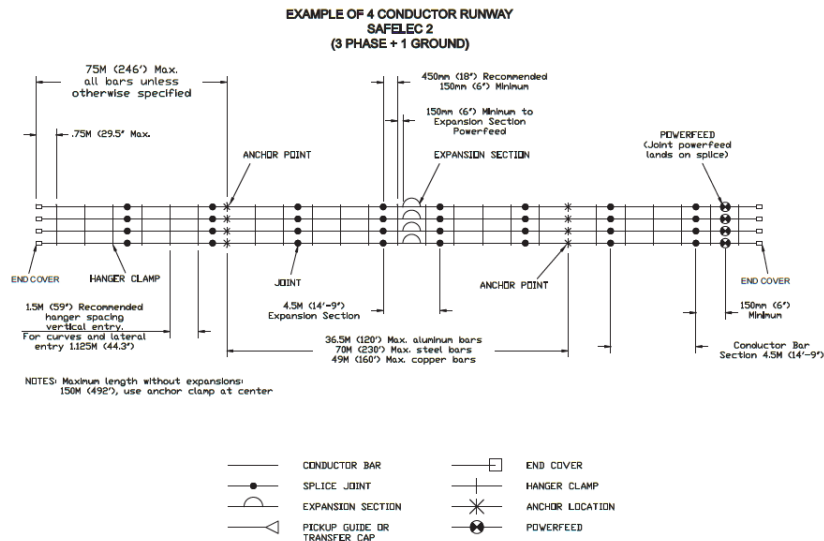 EXAMPLE OF 4 CONDUCTOR RUNWAY
SAFELEC 2
(3 PHASE + 1 GROUND)
75M (246') Max.
all bars unless
otherwise specified
.75M (29.5" Max.
450mm (18") Recommended
150mm (6") Minimum
150mm (6") Minimum to
Expansion Section
Powerfeed
POWERFEED
(Joint powerfeed
lands on splice)
ANCHOR POINT
EXPANSION SECTION
END COVER
HANGER CLAMP
JOINT
ANCHOR POINT
END COVER
1.5M (59") Recommended
hanger spacing
vertical entry.
For curves and lateral
entry 1.125M (44.3")
4.5M (14'-9")
Expansion Section
150mm (6")
Minimum
36.5M (120') Max. aluminum bars
70M (230') Max. steel bars
49M (160') Max. copper bars
Conductor Bar
Section 4.5M (14'-9")
NOTES: Maximum length without expansions:
150M (492'), use anchor clamp at center
CONDUCTOR BAR
SPLICE JOINT
EXPANSION SECTION
PICKUP GUIDE OR
TRANSFER CAP
END COVER
HANGER CLAMP
ANCHOR LOCATION
POWERFEED